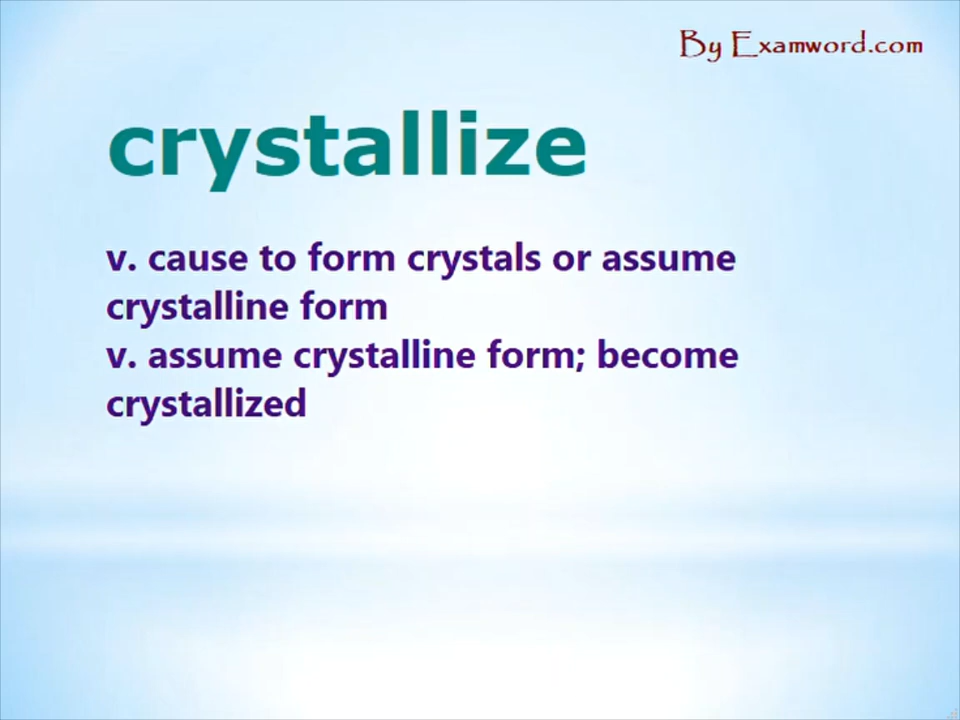 By Examword.com
crystallize
v. cause to form crystals or assume
crystalline form
v. assume crystalline form; become
crystallized